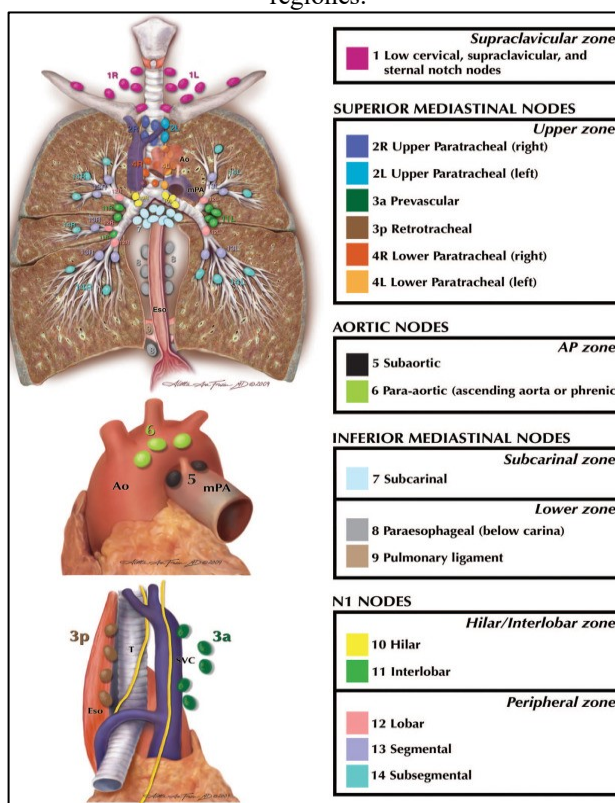 regiones.
Supraclavicular zone
1 Low cervical, supraclavicular, and
sternal notch nodes
SUPERIOR MEDIASTINAL NODES
Upper zone
2R Upper Paratracheal (right)
2L Upper Paratracheal (left)
3a Prevascular
3p Retrotracheal
4R Lower Paratracheal (right)
4L Lower Paratracheal (left)
AORTIC NODES
AP zone
5 Subaortic
6 Para-aortic (ascending aorta or phrenic
INFERIOR MEDIASTINAL NODES
Subcarinal zone
7 Subcarinal
Lower zone
8 Paraesophageal (below carina)
9 Pulmonary ligament
N1 NODES
Hilar/Interlobar zone
10 Hilar
11 Interlobar
Peripheral zone
12 Lobar
13 Segmental
14 Subsegmental
1R
1L
Ao
4R
mPA
8
8
Eso
9
6
Ao
5
mPA
3p
T
3a
SVC
Eso